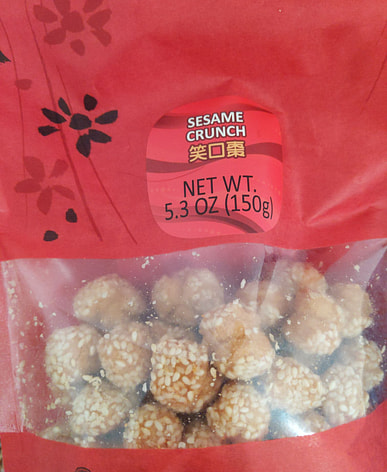 SESAME
CRUNCH
笑口棗
NET WT.
5.3 OZ (150g)